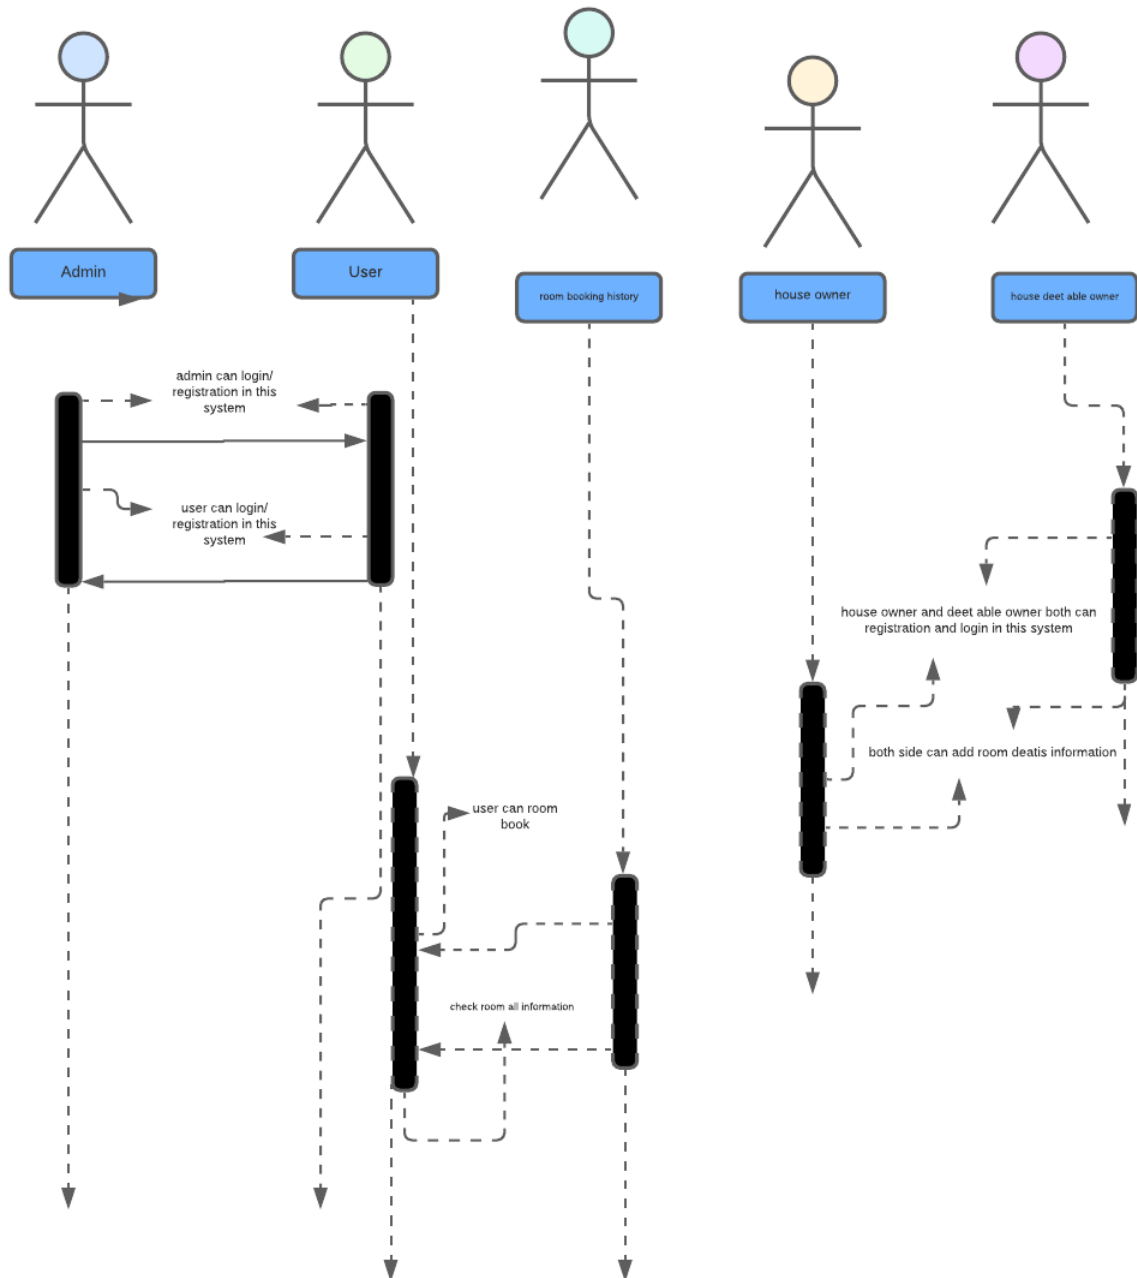 Admin
User
room booking history
house owner
house deet able owner
admin can login/
registration in this
system
user can login/
registration in this
system
house owner and deet able owner both can
registration and login in this system
both side can add room deatis information
user can room
book
check room all information